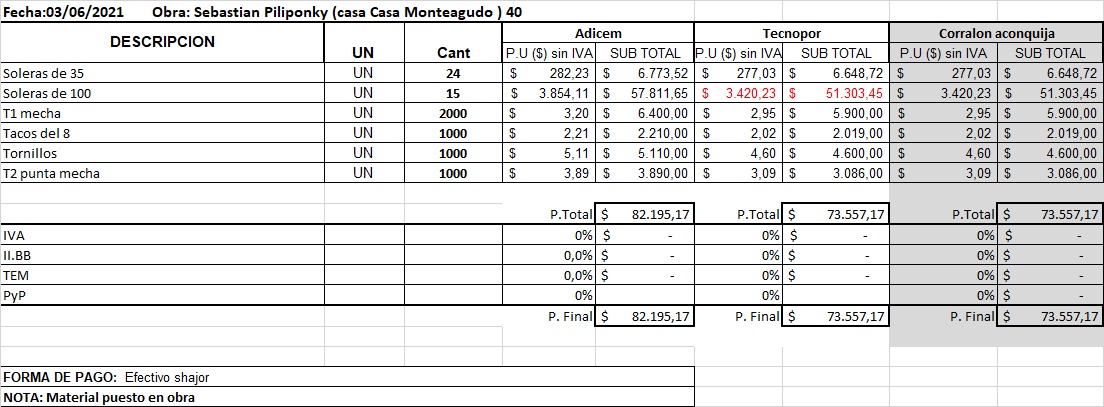 Fecha:03/06/2021 Obra: Sebastian Piliponky (casa Casa Monteagudo ) 40
DESCRIPCION UN Cant Adicem Tecnopor Corralon aconquija
P.U ($) sin IVA SUB TOTAL P.U ($) sin IVA SUB TOTAL P.U ($) sin IVA SUB TOTAL
Soleras de 35 UN 24 $ 282,23 $ 6.773,52 $ 277,03 $ 6.648,72 $ 277,03 $ 6.648,72
Soleras de 100 UN 15 $ 3.854,11 $ 57.811,65 $ 3.420,23 $ 51.303,45 $ 3.420,23 $ 51.303,45
T1 mecha UN 2000 $ 3,20 $ 6.400,00 $ 2,95 $ 5.900,00 $ 2,95 $ 5.900,00
Tacos del 8 UN 1000 $ 2,21 $ 2.210,00 $ 2,02 $ 2.019,00 $ 2,02 $ 2.019,00
Tornillos UN 1000 $ 5,11 $ 5.110,00 $ 4,60 $ 4.600,00 $ 4,60 $ 4.600,00
T2 punta mecha UN 1000 $ 3,89 $ 3.890,00 $ 3,09 $ 3.086,00 $ 3,09 $ 3.086,00
P.Total $ 82.195,17 P.Total $ 73.557,17 P.Total $ 73.557,17
IVA 0% $ - 0% $ - 0% $ -
II.BB 0,0% $ - 0% $ - 0% $ -
TEM 0,0% $ - 0% $ - 0% $ -
PyP 0% 0% 0% $ -
P. Final $ 82.195,17 P. Final $ 73.557,17 P. Final $ 73.557,17
FORMA DE PAGO: Efectivo shajor
NOTA: Material puesto en obra